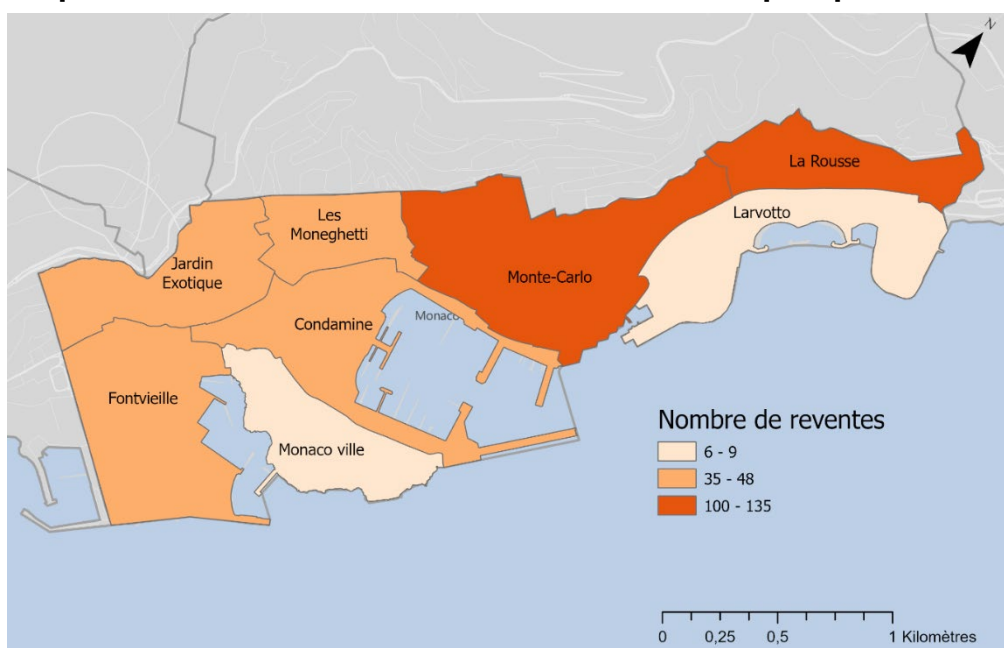 N
La Rousse
Les
Moneghetti
Larvotto
Jardin
Exotique
Monte-Carlo
Monaco
Condamine
Fontvieille
Monaco ville
Nombre de reventes
6 - 9
35 - 48
100 - 135
0 0,25 0,5 1 Kilomètres